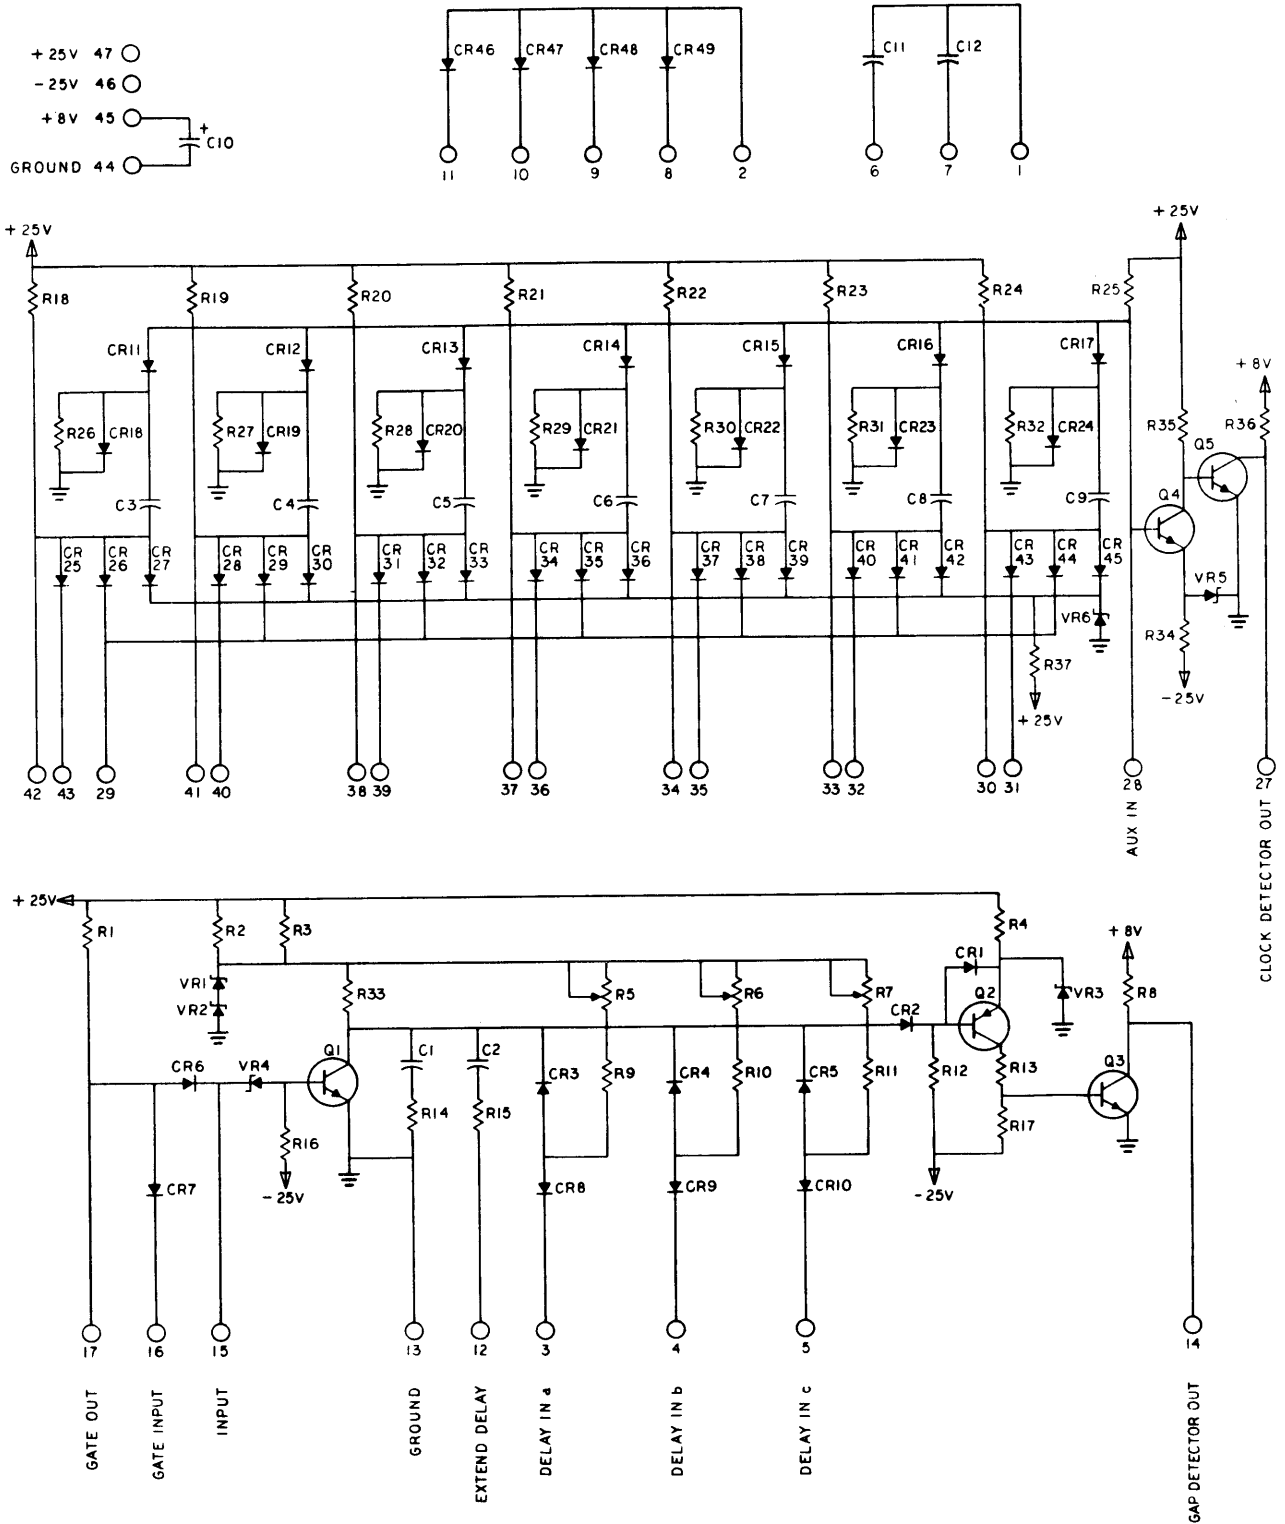 + 25V 47
- 25V 46
+ 8V 45
GROUND 44
+
C10
CR46 CR47 CR48 CR49
11 10 9 8 2
C11 C12
6 7 1
+ 25V
+ 25V
R18 R19 R20 R21 R22 R23 R24 R25
CR11 CR12 CR13 CR14 CR15 CR16 CR17
+ 8V
R26 CR18 R27 CR19 R28 CR20 R29 CR21 R30 CR22 R31 CR23 R32 CR24
R35 Q5 R36
C3 C4 C5 C6 C7 C8 C9 Q4
CR 25 CR 26 CR 27 CR 28 CR 29 CR 30 CR 31 CR 32 CR 33 CR 34 CR 35 CR 36 CR 37 CR 38 CR 39 CR 40 CR 41 CR 42 CR 43 CR 44 CR 45
VR5
VR6 R34
R37
- 25V
+ 25V
42 43 29 41 40 38 39 37 36 34 35 33 32 30 31 28 27
AUX IN
CLOCK DETECTOR OUT
+ 25V
R1 R2 R3 R4
+ 8V
VR1 CR1
VR2 R33 R5 R6 R7 Q2 VR3 R8
CR2
Q1 C1 C2
CR6 VR4 CR3 R9 CR4 R10 CR5 R11 R12 R13 Q3
R14 R15
R16 R17
CR7 - 25V CR8 CR9 CR10 - 25V
17 16 15 13 12 3 4 5 14
GATE OUT
GATE INPUT
INPUT
GROUND
EXTEND DELAY
DELAY IN a
DELAY IN b
DELAY IN c
GAP DETECTOR OUT